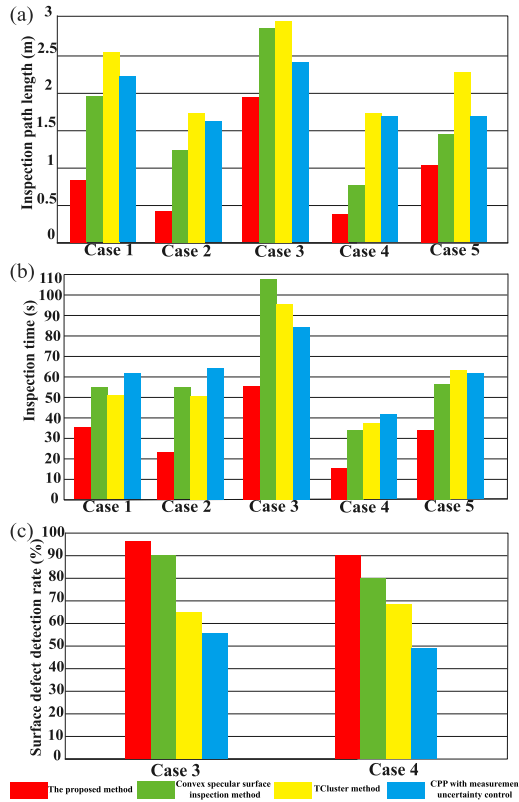 (a)
Inspection path length (m)
3
2.5
2
1.5
1
0.5
0
Case 1 Case 2 Case 3 Case 4 Case 5
(b)
Inspection time (s)
110
100
90
80
70
60
50
40
30
20
10
0
Case 1 Case 2 Case 3 Case 4 Case 5
(c)
Surface defect detection rate (%)
100
90
80
70
60
50
40
30
20
10
0
Case 3 Case 4
The proposed method
Convex specular surface
inspection method
TCluster method
CPP with measuremen
uncertainty control